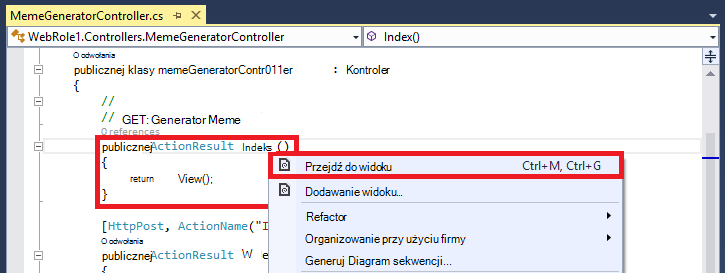 MemeGeneratorController.cs
WebRole1.Controllers.MemeGeneratorController Index()
O odwołania
publicznej klasy memeGeneratorContr011er : Kontroler
{
//
// GET: Generator Meme
0 references
publicznej ActionResult Indeks ()
{
return View();
}
Przejdź do widoku Ctrl+M, Ctrl+G
Dodawanie widoku...
[HttpPost, ActionName("I
Refactor
O odwołania
Organizowanie przy użyciu firmy
publicznej ActionResult W e
Generuj Diagram sekwencji...
{